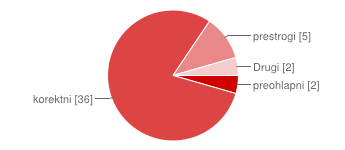 prestrogi [5]
Drugi [2]
preohlapni [2]
korektni [36]